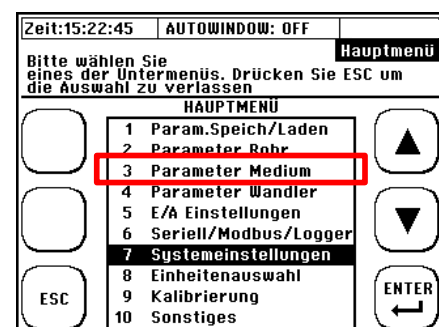 Zeit:15:22:45 AUTOWINDOW: OFF
Hauptmenü
Bitte wählen Sie
eines der Untermenüs. Drücken Sie ESC um
die Auswahl zu verlassen
HAUPTMENÜ
1 Param.Speich/Laden
2 Parameter Rohr
3 Parameter Medium
4 Parameter Wandler
5 E/A Einstellungen
6 Seriell/Modbus/Logger
7 Systemeinstellungen
8 Einheitenauswahl
9 Kalibrierung
10 Sonstiges
ESC
ENTER